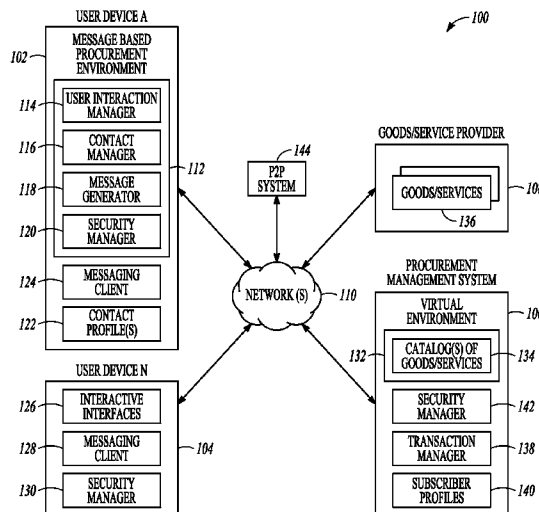 USER DEVICE A
100
102
MESSAGE BASED
PROCUREMENT
ENVIRONMENT
114
USER INTERACTION
MANAGER
116
CONTACT
MANAGER
112
118
MESSAGE
GENERATOR
120
SECURITY
MANAGER
124
MESSAGING
CLIENT
122
CONTACT
PROFILE(S)
144
P2P
SYSTEM
GOODS/SERVICE PROVIDER
GOODS/SERVICES
136
NETWORK(S)
110
PROCUREMENT
MANAGEMENT SYSTEM
VIRTUAL
ENVIRONMENT
132
CATALOG(S) OF
GOODS/SERVICES
134
SECURITY
MANAGER
142
TRANSACTION
MANAGER
138
SUBSCRIBER
PROFILES
140
USER DEVICE N
126
INTERACTIVE
INTERFACES
128
MESSAGING
CLIENT
104
130
SECURITY
MANAGER